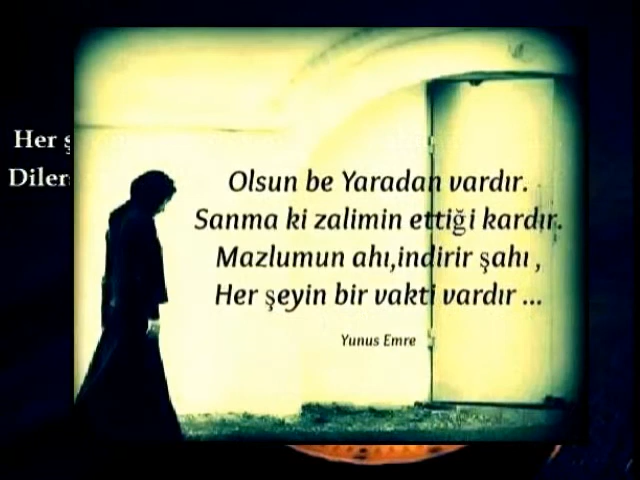 Her
Diler
Olsun be Yaradan vardır.
Sanma ki zalimin ettiği kardır.
Mazlumun ahı,indirir şahı ,
Her şeyin bir vakti vardır ...
Yunus Emre